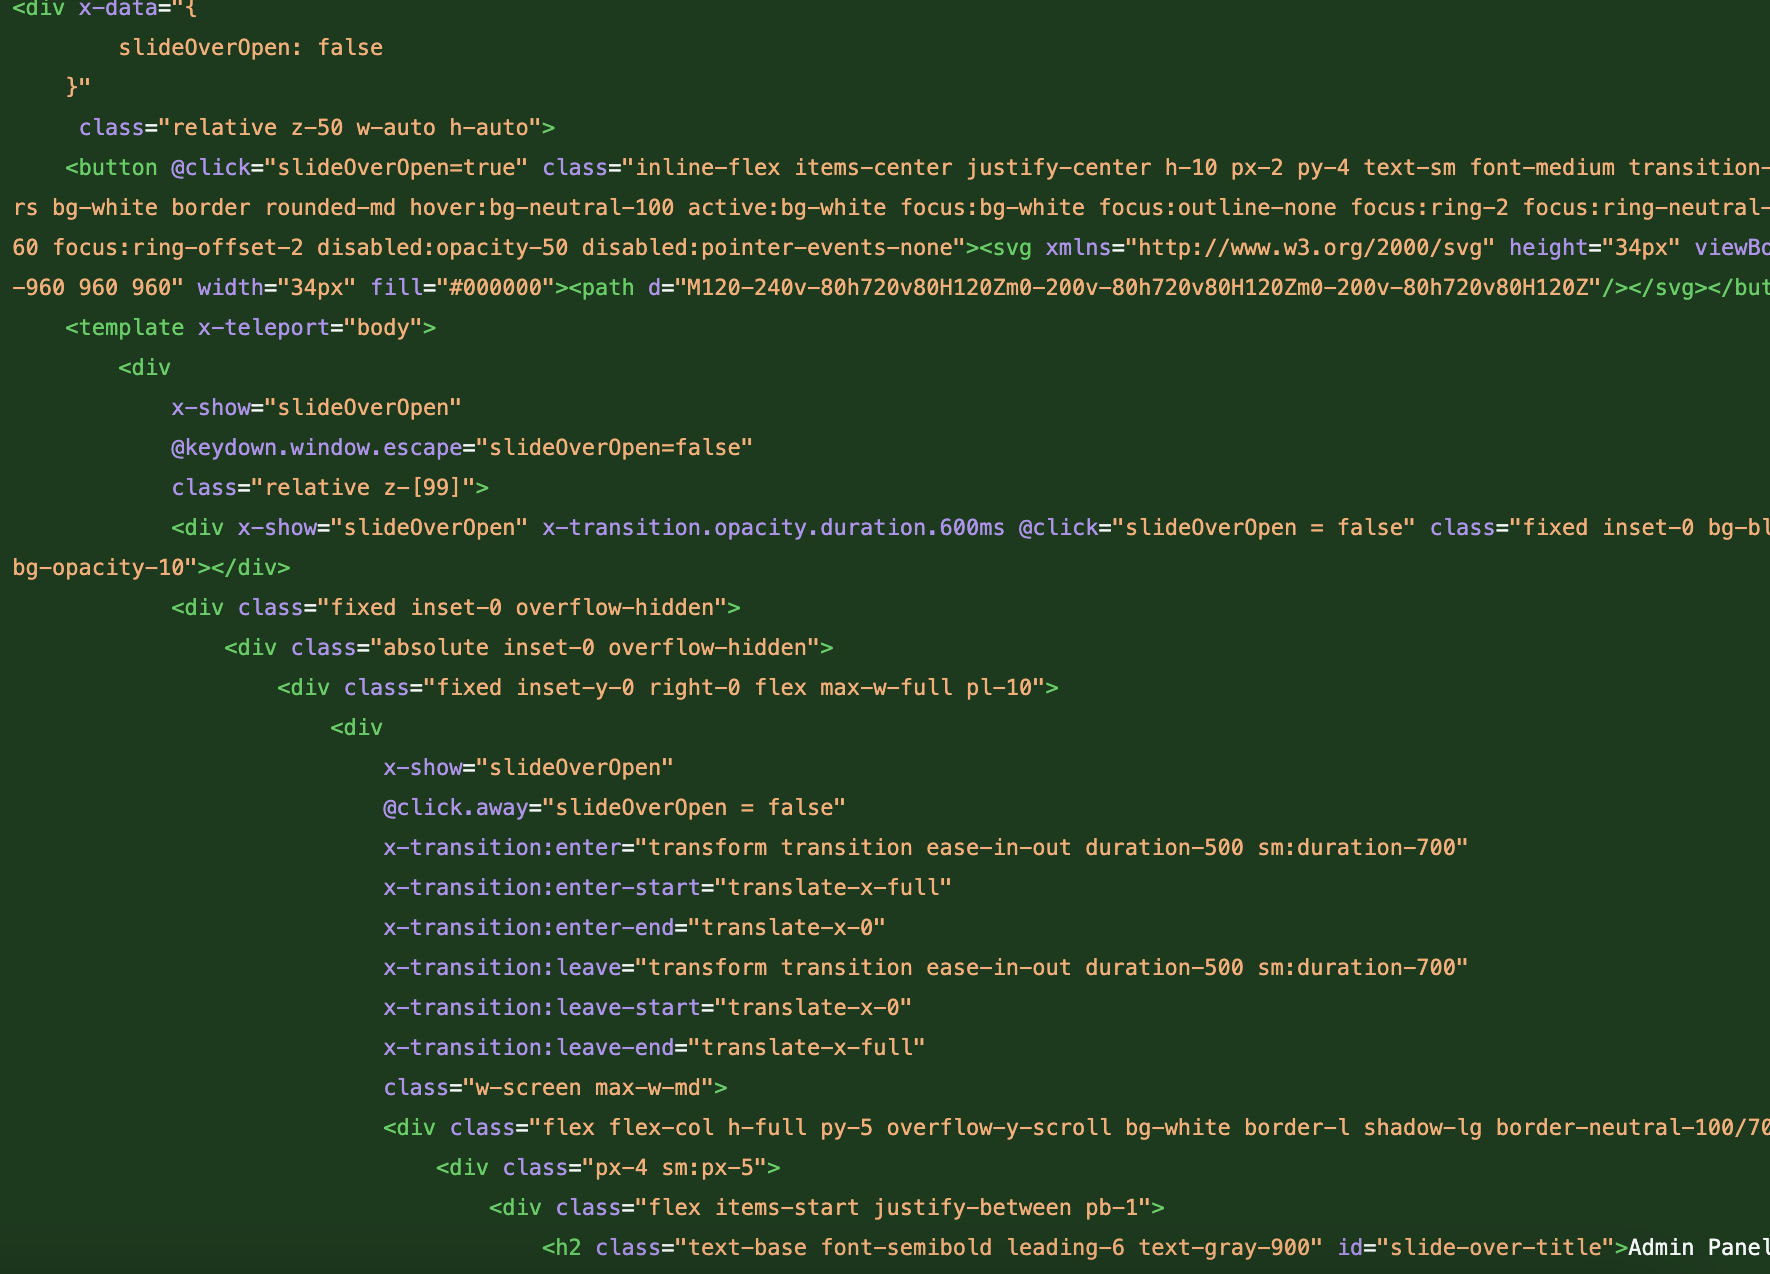 <div x-data="{
slideOverOpen: false
}"
class="relative z-50 w-auto h-auto">
<button @click="slideOverOpen=true" class="inline-flex items-center justify-center h-10 px-2 py-4 text-sm font-medium transition-
rs bg-white border rounded-md hover:bg-neutral-100 active:bg-white focus:bg-white focus:outline-none focus:ring-2 focus:ring-neutral-
60 focus:ring-offset-2 disabled:opacity-50 disabled:pointer-events-none"><svg xmlns="http://www.w3.org/2000/svg" height="34px" viewBo
-960 960 960" width="34px" fill="#000000"><path d="M120-240v-80h720v80H120Zm0-200v-80h720v80H120Zm0-200v-80h720v80H120Z"/></svg></but
<template x-teleport="body">
<div
x-show="slideOverOpen"
@keydown.window.escape="slideOverOpen=false"
class="relative z-[99]">
<div x-show="slideOverOpen" x-transition.opacity.duration.600ms @click="slideOverOpen = false" class="fixed inset-0 bg-bl
bg-opacity-10"></div>
<div class="fixed inset-0 overflow-hidden">
<div class="absolute inset-0 overflow-hidden">
<div class="fixed inset-y-0 right-0 flex max-w-full pl-10">
<div
x-show="slideOverOpen"
@click.away="slideOverOpen = false"
x-transition:enter="transform transition ease-in-out duration-500 sm:duration-700"
x-transition:enter-start="translate-x-full"
x-transition:enter-end="translate-x-0"
x-transition:leave="transform transition ease-in-out duration-500 sm:duration-700"
x-transition:leave-start="translate-x-0"
x-transition:leave-end="translate-x-full"
class="w-screen max-w-md">
<div class="flex flex-col h-full py-5 overflow-y-scroll bg-white border-l shadow-lg border-neutral-100/70
<div class="px-4 sm:px-5">
<div class="flex items-start justify-between pb-1">
<h2 class="text-base font-semibold leading-6 text-gray-900" id="slide-over-title">Admin Panel